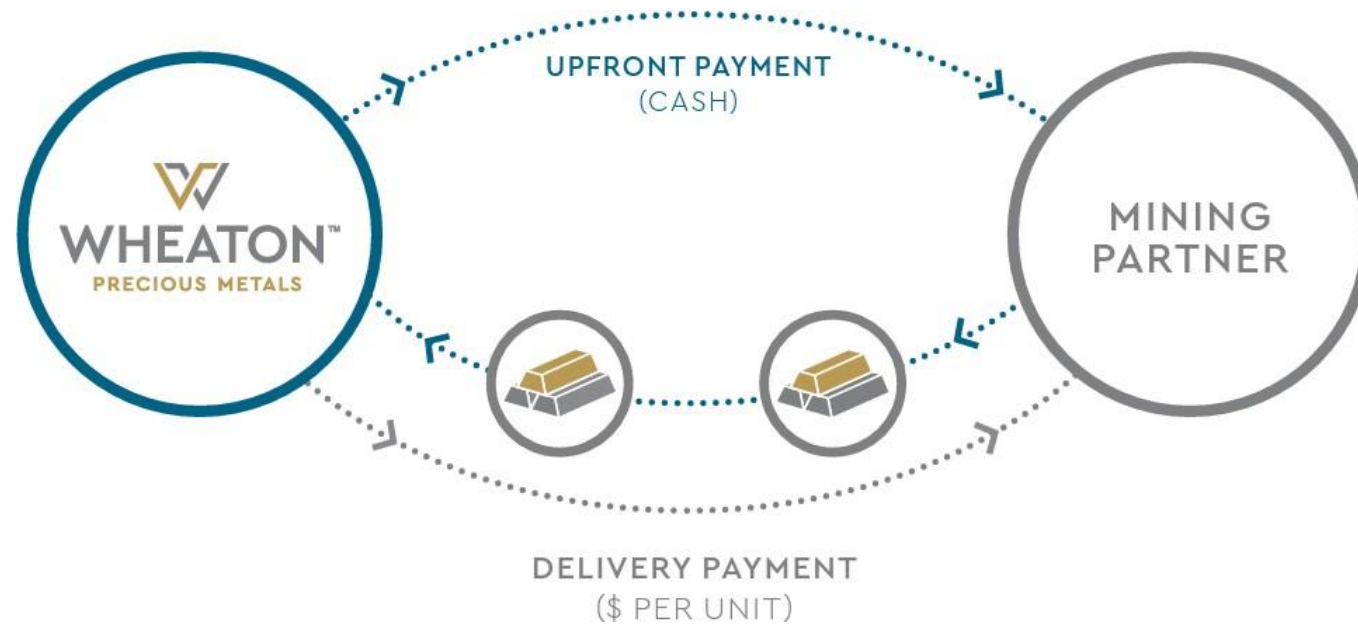 UPFRONT PAYMENT
(CASH)
WHEATON™
PRECIOUS METALS
MINING
PARTNER
DELIVERY PAYMENT
($ PER UNIT)